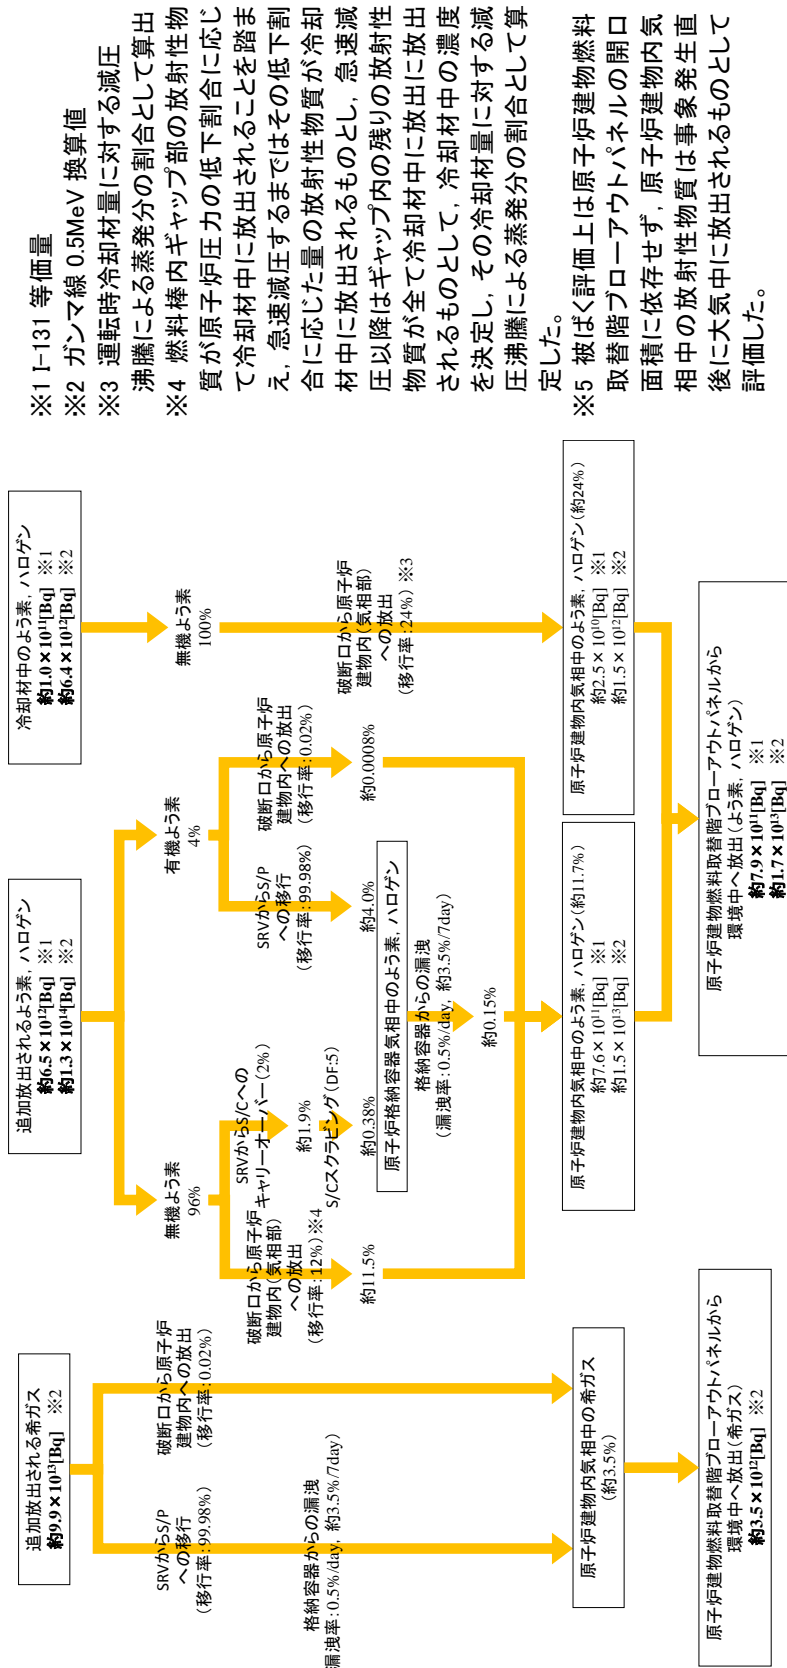 追加放出される希ガス
約9.9×10¹³[Bq] ※2
SRVからS/P
への移行
(移行率:99.98%)
破断口から原子炉
建物内への放出
(移行率:0.02%)
格納容器からの漏洩
漏洩率:0.5%/day, 約3.5%/7day)
原子炉建物内気相中の希ガス
(約3.5%)
原子炉建物燃料取替階ブローアウトパネルから
環境中へ放出(希ガス)
約3.5×10¹²[Bq] ※2
追加放出されるよう素, ハロゲン
約6.5×10¹²[Bq] ※1
約1.3×10¹⁴[Bq] ※2
無機よう素
96%
有機よう素
4%
破断口から原子炉
建物内(気相部)
への放出
(移行率:12%)※4
SRVからS/Cへの
キャリーオーバー(2%)
約1.9%
S/Cスクラビング(DF:5)
約11.5%
約0.38%
SRVからS/P
への移行
(移行率:99.98%)
破断口から原子炉
建物内への放出
(移行率:0.02%)
約4.0%
約0.0008%
原子炉格納容器気相中のよう素, ハロゲン
格納容器からの漏洩
(漏洩率:0.5%/day, 約3.5%/7day)
約0.15%
原子炉建物内気相中のよう素, ハロゲン(約11.7%)
約7.6×10¹¹[Bq] ※1
約1.5×10¹³[Bq] ※2
冷却材中のよう素, ハロゲン
約1.0×10¹¹[Bq] ※1
約6.4×10¹²[Bq] ※2
無機よう素
100%
破断口から原子炉
建物内(気相部)
への放出
(移行率:24%) ※3
原子炉建物内気相中のよう素, ハロゲン(約24%)
約2.5×10¹⁰[Bq] ※1
約1.5×10¹²[Bq] ※2
原子炉建物燃料取替階ブローアウトパネルから
環境中へ放出(よう素, ハロゲン)
約7.9×10¹¹[Bq] ※1
約1.7×10¹³[Bq] ※2
※1 I-131 等価量
※2 ガンマ線 0.5MeV 換算値
※3 運転時冷却材量に対する減圧
沸騰による蒸発分の割合として算出
※4 燃料棒内ギャップ部の放射性物
質が原子炉圧力の低下割合に応じ
て冷却材中に放出されることを踏ま
え, 急速減圧するまではその低下割
合に応じた量の放射性物質が冷却
材中に放出されるものとし, 急速減
圧以降はギャップ内の残りの放射性
物質が全て冷却材中に放出に放出
されるものとして, 冷却材中の濃度
を決定し, その冷却材量に対する減
圧沸騰による蒸発分の割合として算
定した。
※5 被ばく評価上は原子炉建物燃料
取替階ブローアウトパネルの開口
面積に依存せず, 原子炉建物内気
相中の放射性物質は事象発生直
後に大気中に放出されるものとして
評価した。